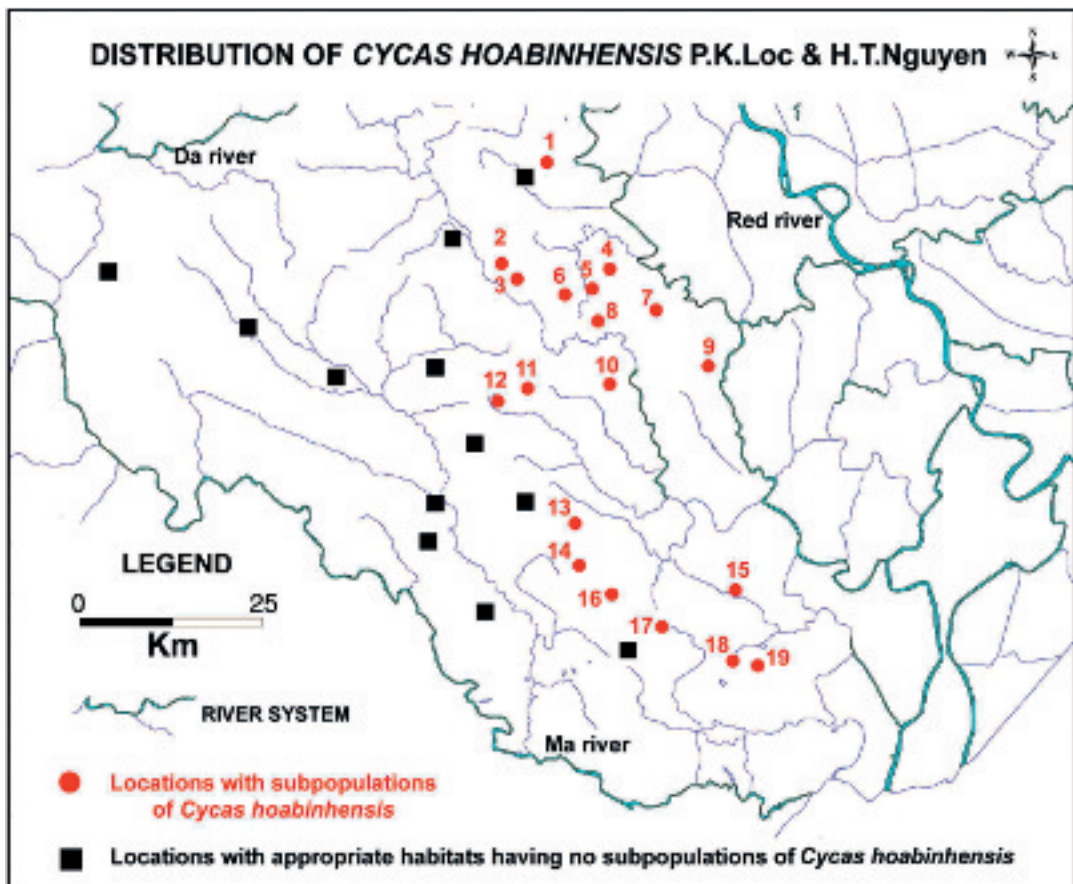 DISTRIBUTION OF CYCAS HOABINHENSIS P.K.Loc & H.T.Nguyen
N
W E
S
Da river
1
Red river
2
4
3
6
5
7
8
9
12
11
10
13
14
15
16
17
18
19
LEGEND
0 25
Km
RIVER SYSTEM
Ma river
Locations with subpopulations
of Cycas hoabinhensis
Locations with appropriate habitats having no subpopulations of Cycas hoabinhensis